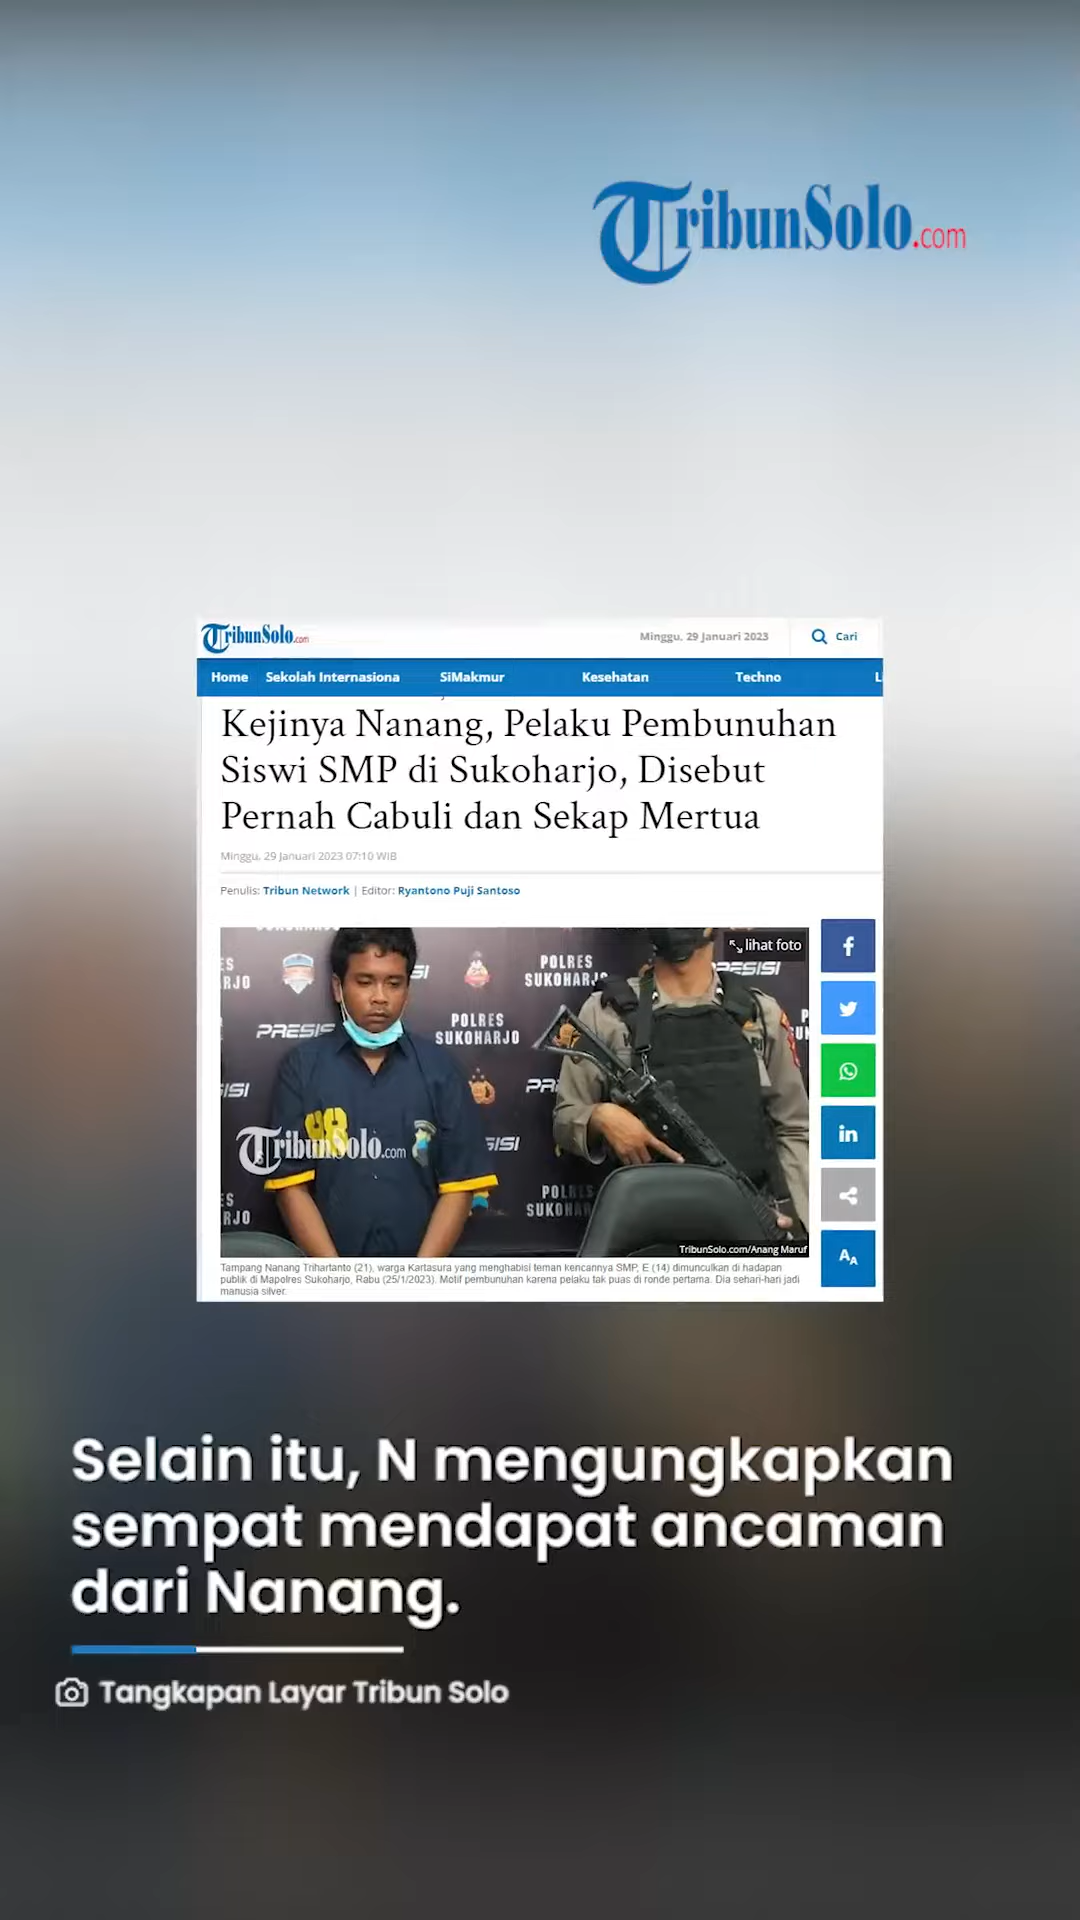 TribunSolo.com
TribunSolo.com
Minggu, 29 Januari 2023
Cari
Home Sekolah Internasiona SiMakmur Kesehatan Techno L
Kejinya Nanang, Pelaku Pembunuhan
Siswi SMP di Sukoharjo, Disebut
Pernah Cabuli dan Sekap Mertua
Minggu, 29 Januari 2023 07:10 WIB
Penulis: Tribun Network | Editor: Ryantono Puji Santoso
lihat foto
POLRES
SUKOHARJO
PRESISI
POLRES
SUKOHARJO
98
TribunSolo.com
TribunSolo.com/Anang Maruf
Tampang Nanang Trihartanto (21), warga Kartasura yang menghabisi teman kencannya SMP, E (14) dimunculkan di hadapan
publik di Mapolres Sukoharjo, Rabu (25/1/2023). Motif pembunuhan karena pelaku tak puas di ronde pertama. Dia sehari-hari jadi
manusia silver.
Selain itu, N mengungkapkan
sempat mendapat ancaman
dari Nanang.
Tangkapan Layar Tribun Solo